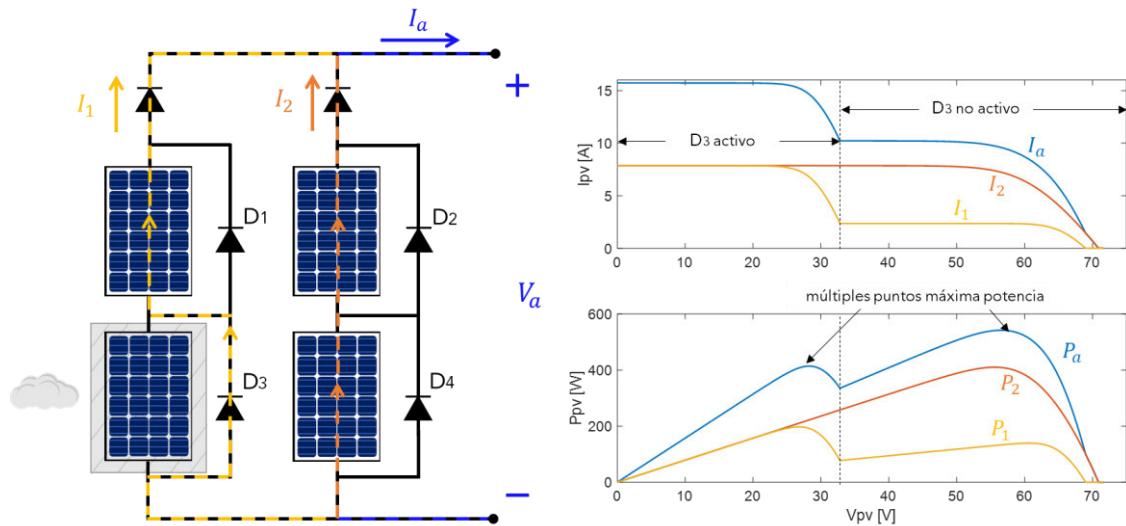 I_a
+
I_1
I_2
D1
D2
V_a
D3
D4
−
15
10
5
0
Ipv [A]
D3 activo
D3 no activo
I_a
I_2
I_1
0
10
20
30
40
50
60
70
múltiples puntos máxima potencia
600
400
200
0
Ppv [W]
P_a
P_2
P_1
0
10
20
30
40
50
60
70
Vpv [V]